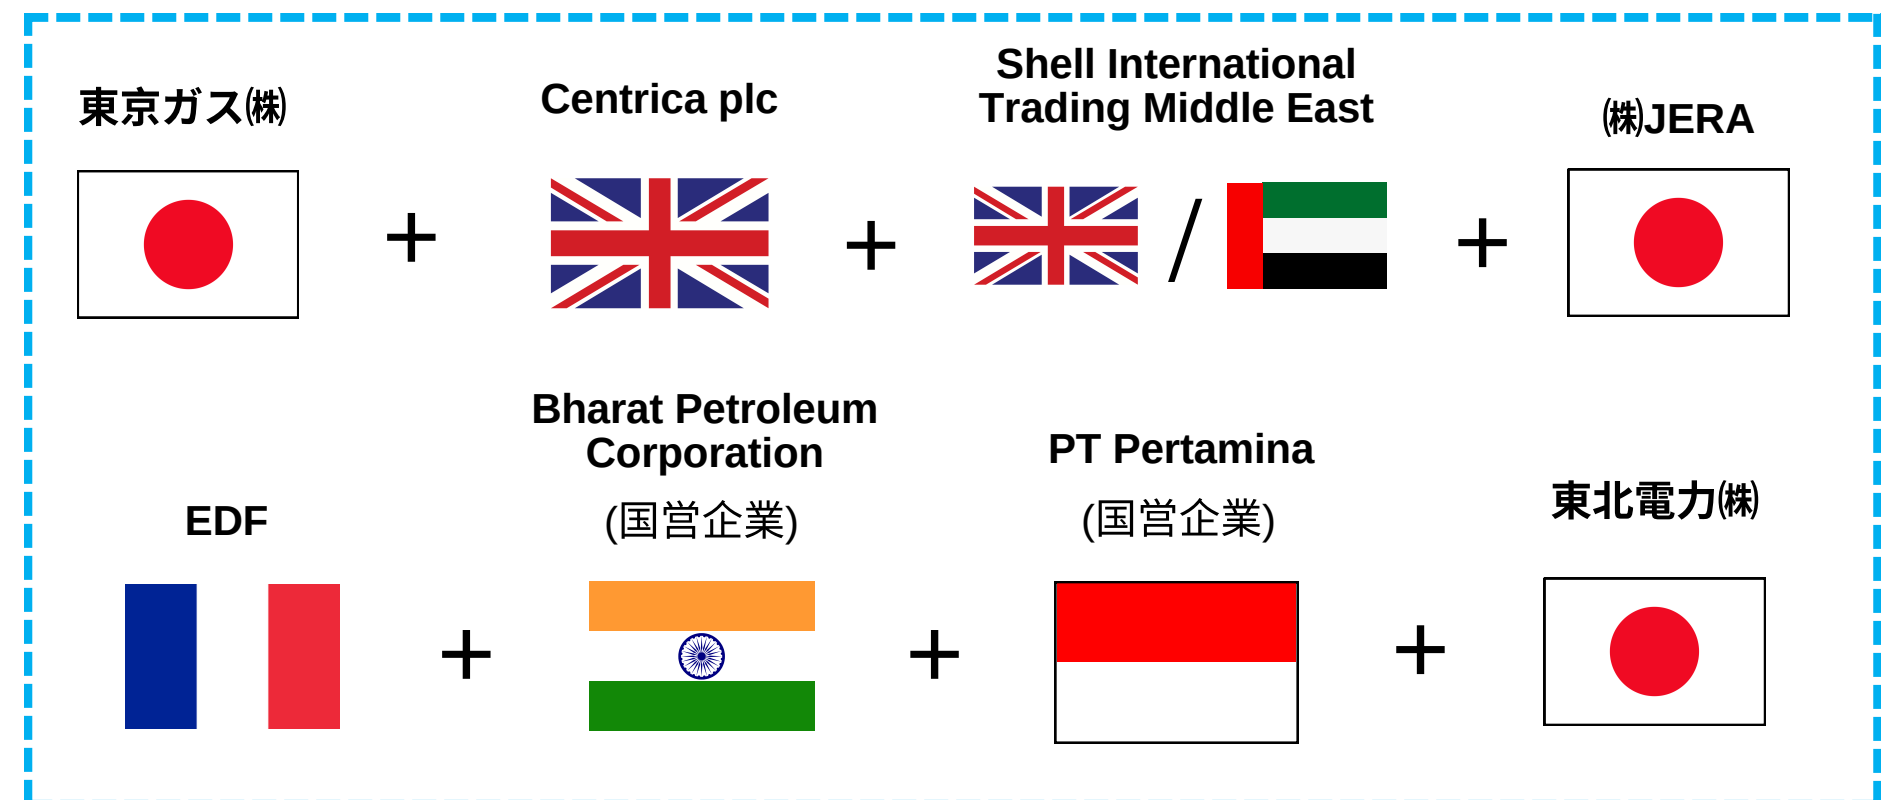 東京ガス㈱
Centrica plc
Shell International
Trading Middle East
㈱JERA
+
+
/
+
EDF
Bharat Petroleum
Corporation
(国営企業)
PT Pertamina
(国営企業)
東北電力㈱
+
+
+